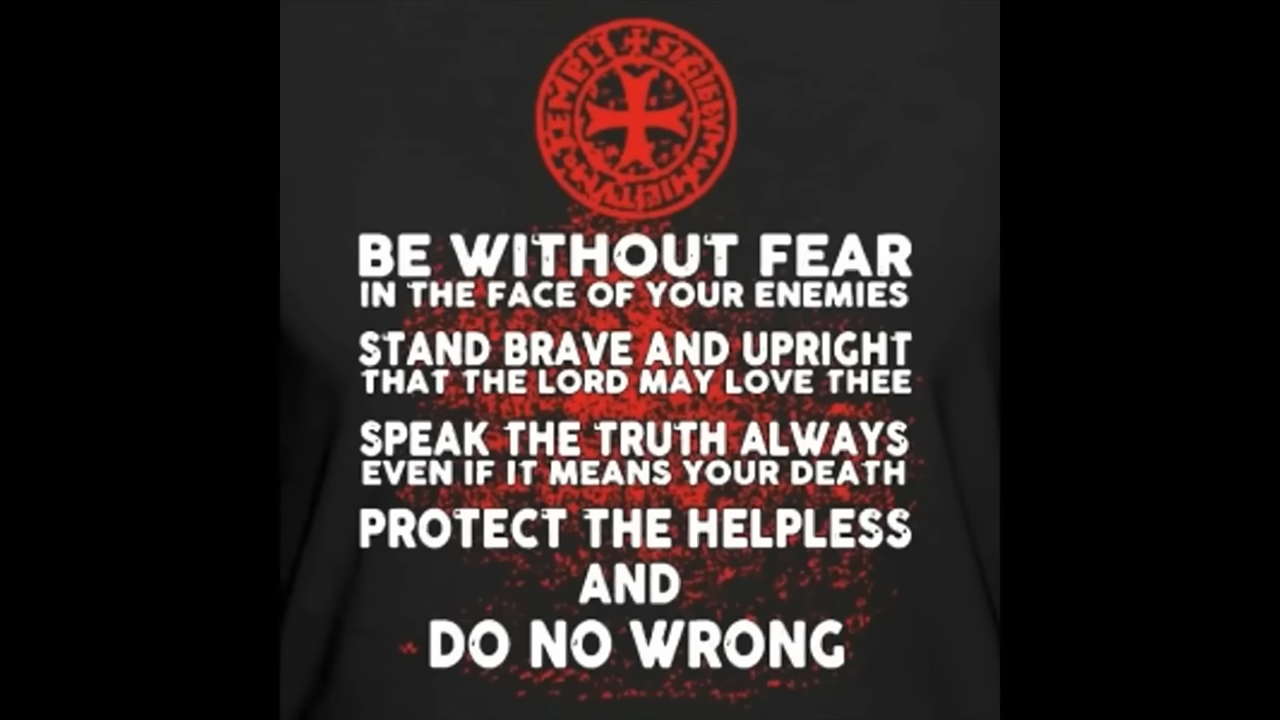 BE WITHOUT FEAR
IN THE FACE OF YOUR ENEMIES
STAND BRAVE AND UPRIGHT
THAT THE LORD MAY LOVE THEE
SPEAK THE TRUTH ALWAYS
EVEN IF IT MEANS YOUR DEATH
PROTECT THE HELPLESS
AND
DO NO WRONG